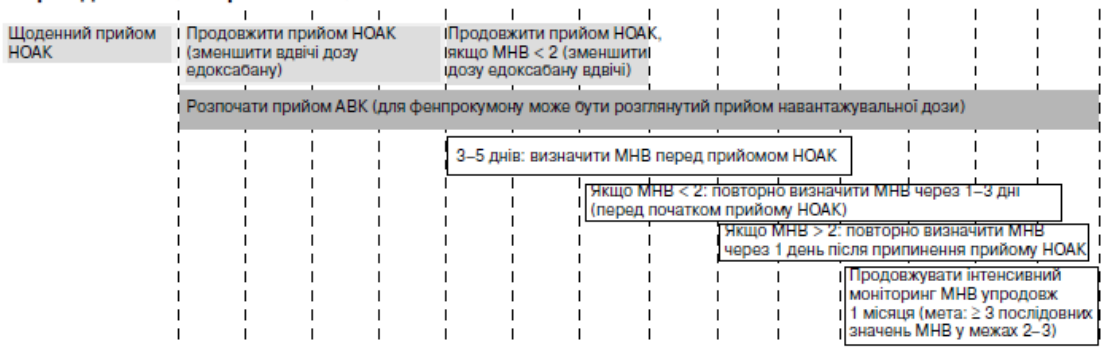 Щоденний прийом
НОАК
Продовжити прийом НОАК
(зменшити вдвічі дозу
едоксабану)
Продовжити прийом НОАК,
якщо МНВ < 2 (зменшити
дозу едоксабану вдвічі)
Розпочати прийом АВК (для фенпрокумону може бути розглянутий прийом навантажувальної дози)
3–5 днів: визначити МНВ перед прийомом НОАК
Якщо МНВ < 2: повторно визначити МНВ через 1–3 дні
(перед початком прийому НОАК)
Якщо МНВ > 2: повторно визначити МНВ
через 1 день після припинення прийому НОАК
Продовжувати інтенсивний
моніторинг МНВ упродовж
1 місяця (мета: ≥ 3 послідовних
значень МНВ у межах 2–3)